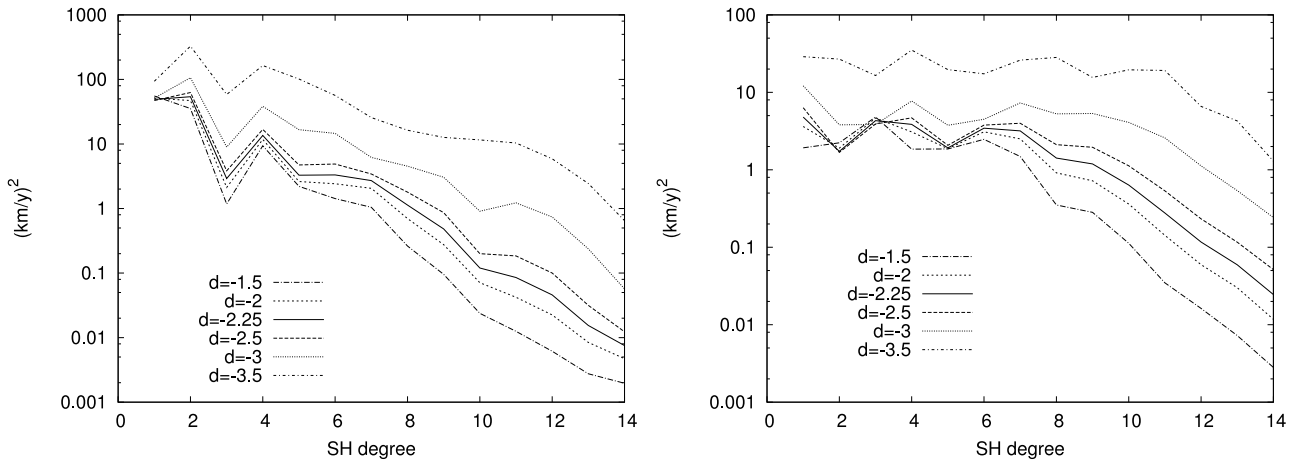 1000
100
10
1
0.1
0.01
0.001
(km/y)2
d=-1.5
d=-2
d=-2.25
d=-2.5
d=-3
d=-3.5
0 2 4 6 8 10 12 14
SH degree
100
10
1
0.1
0.01
0.001
(km/y)2
d=-1.5
d=-2
d=-2.25
d=-2.5
d=-3
d=-3.5
0 2 4 6 8 10 12 14
SH degree